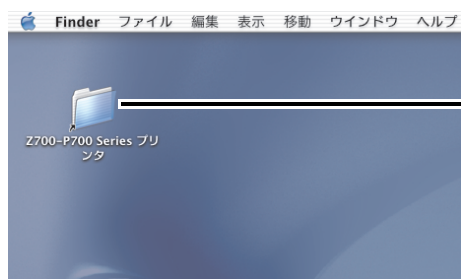 Finder ファイル 編集 表示 移動 ウインドウ ヘルプ
Z700-P700 Series プリ
ンタ